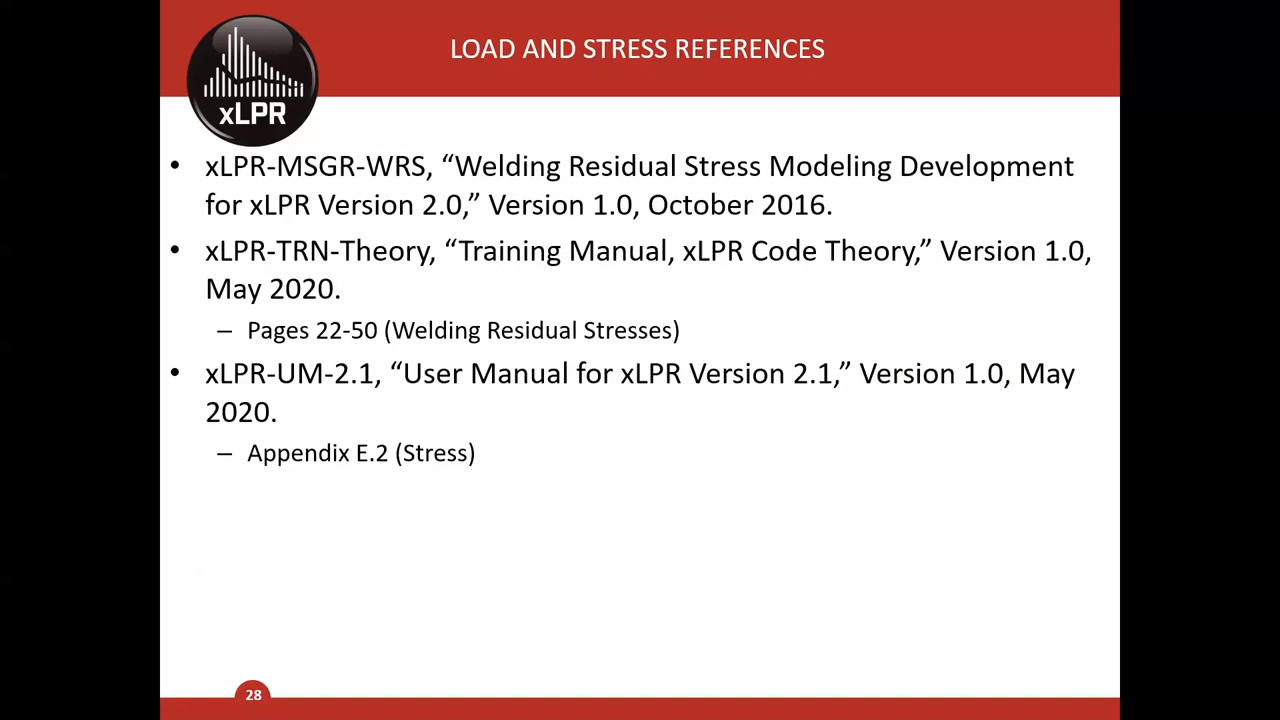 LOAD AND STRESS REFERENCES
xLPR
• xLPR-MSGR-WRS, “Welding Residual Stress Modeling Development
for xLPR Version 2.0,” Version 1.0, October 2016.
• xLPR-TRN-Theory, “Training Manual, xLPR Code Theory,” Version 1.0,
May 2020.
– Pages 22-50 (Welding Residual Stresses)
• xLPR-UM-2.1, “User Manual for xLPR Version 2.1,” Version 1.0, May
2020.
– Appendix E.2 (Stress)
28